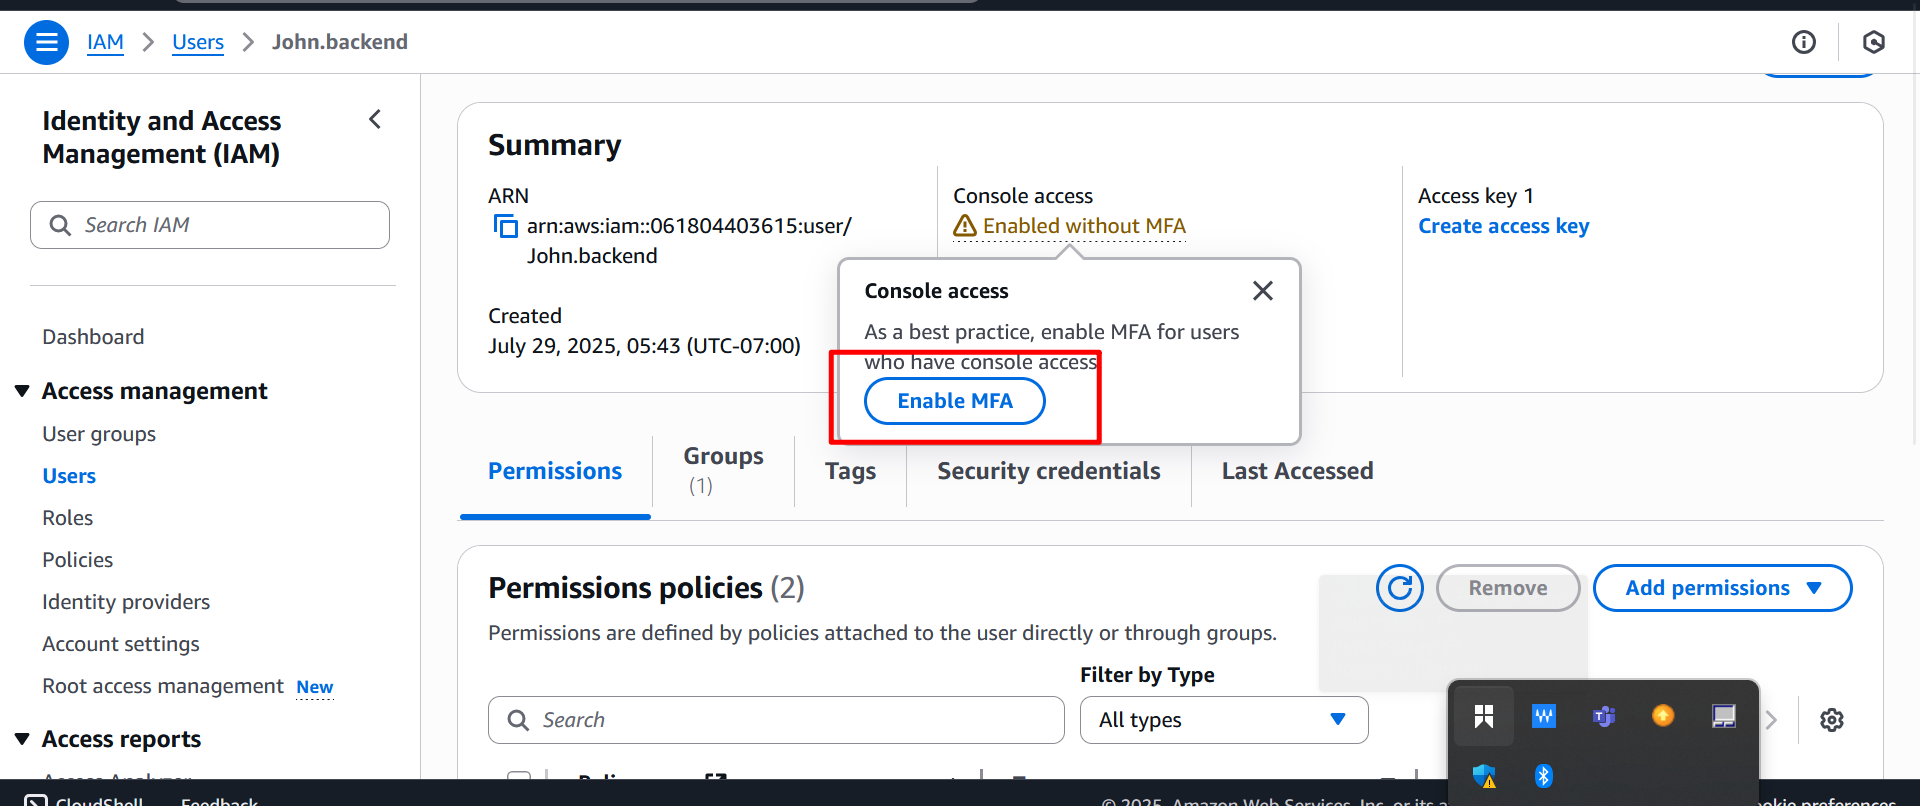 IAM
Users
John.backend
Identity and Access
Management (IAM)
Search IAM
Dashboard
Access management
User groups
Users
Roles
Policies
Identity providers
Account settings
Root access management New
Access reports
Summary
ARN
arn:aws:iam::061804403615:user/
John.backend
Created
July 29, 2025, 05:43 (UTC-07:00)
Console access
Enabled without MFA
Access key 1
Create access key
Console access
As a best practice, enable MFA for users
who have console access.
Enable MFA
Permissions
Groups
(1)
Tags
Security credentials
Last Accessed
Permissions policies (2)
Remove
Add permissions
Permissions are defined by policies attached to the user directly or through groups.
Filter by Type
Search
All types
CloudShell
Feedback
© 2025, Amazon Web Services, Inc. or its
preferences